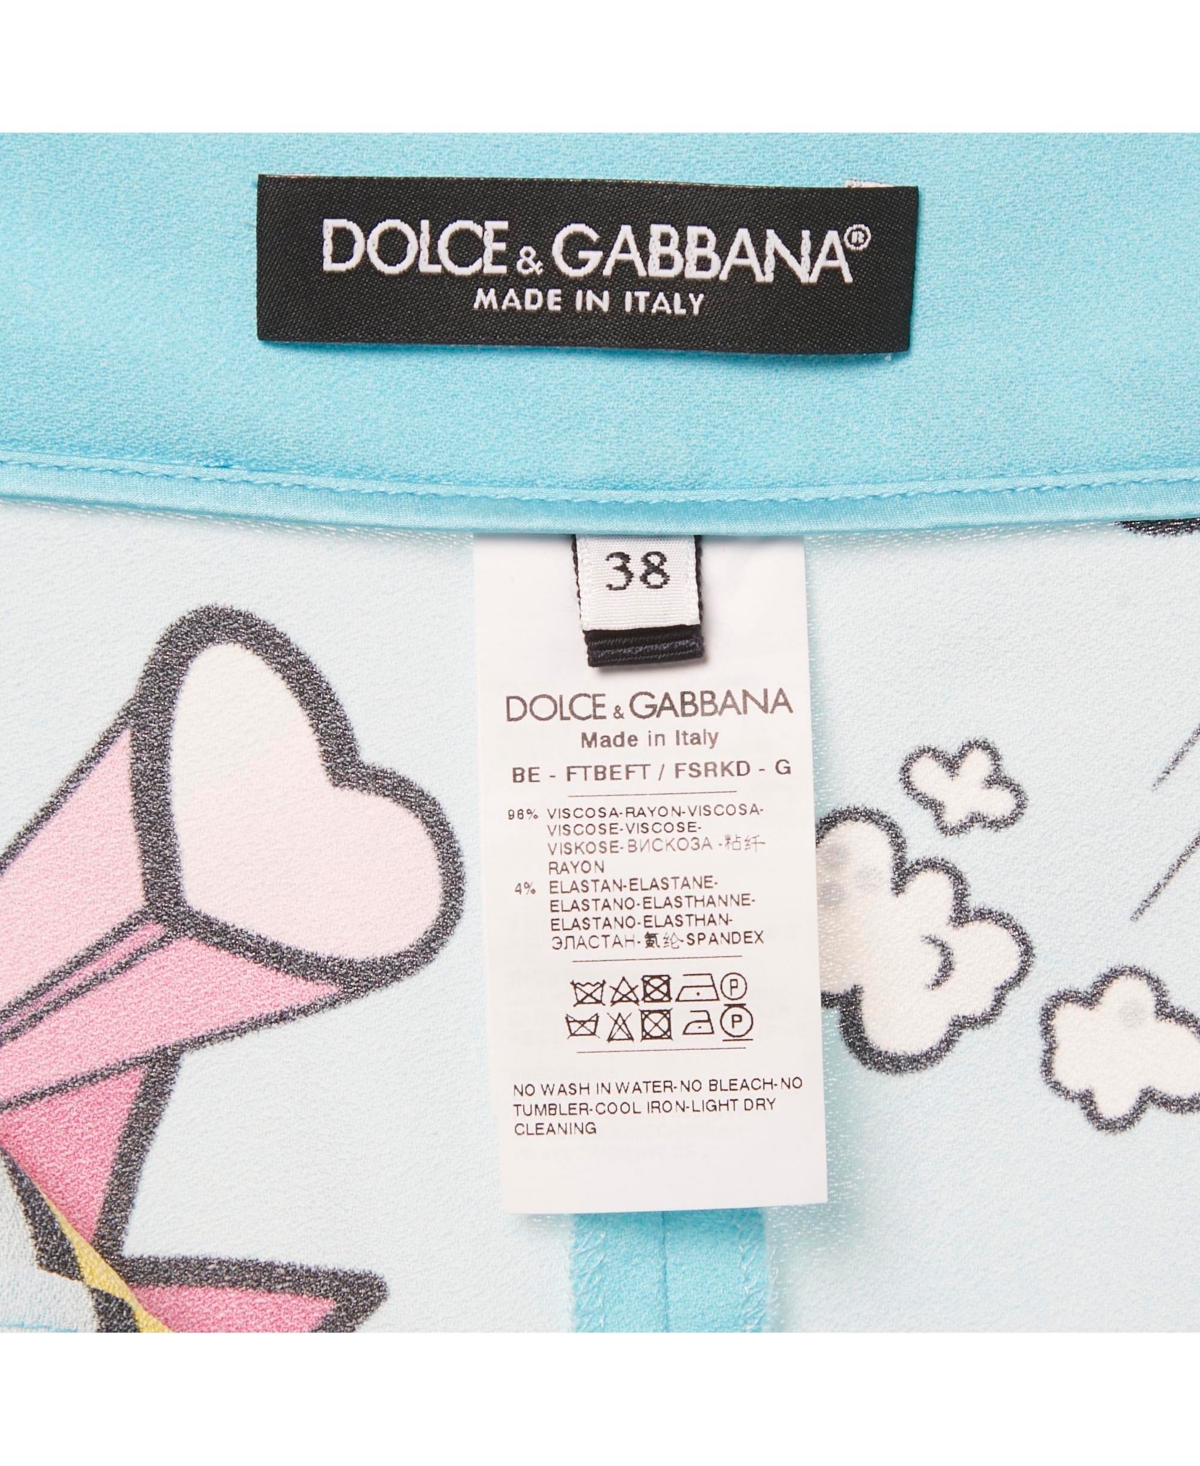 DOLCE & GABBANA®
MADE IN ITALY
38
DOLCE & GABBANA
Made in Italy
BE - FTBEFT / FSRKD - G
96% VISCOSA-RAYON-VISCOSA-
VISCOSE-VISCOSE-
VISKOSE-ВИСКОЗА -粘纤-
RAYON
4% ELASTAN-ELASTANE-
ELASTANO-ELASTHANNE-
ELASTANO-ELASTHAN-
ЭЛАСТАН-氨纶-SPANDEX
P
P
NO WASH IN WATER-NO BLEACH-NO
TUMBLER-COOL IRON-LIGHT DRY
CLEANING